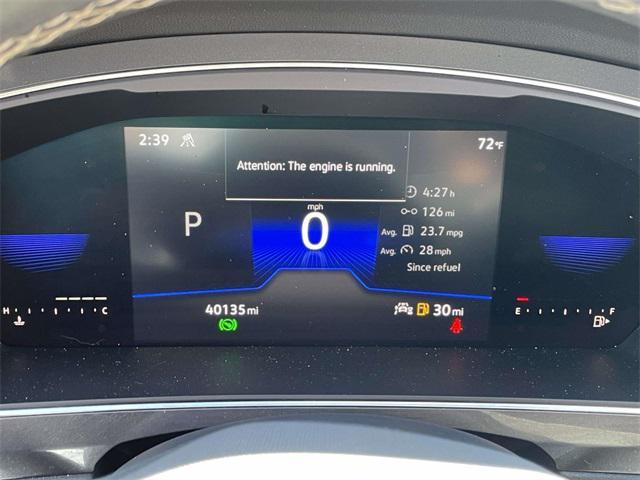 2:39
72°F
Attention: The engine is running.
4:27 h
126 mi
P
mph
0
Avg. 23.7 mpg
Avg. 28 mph
Since refuel
H C
E F
40135 mi
30 mi